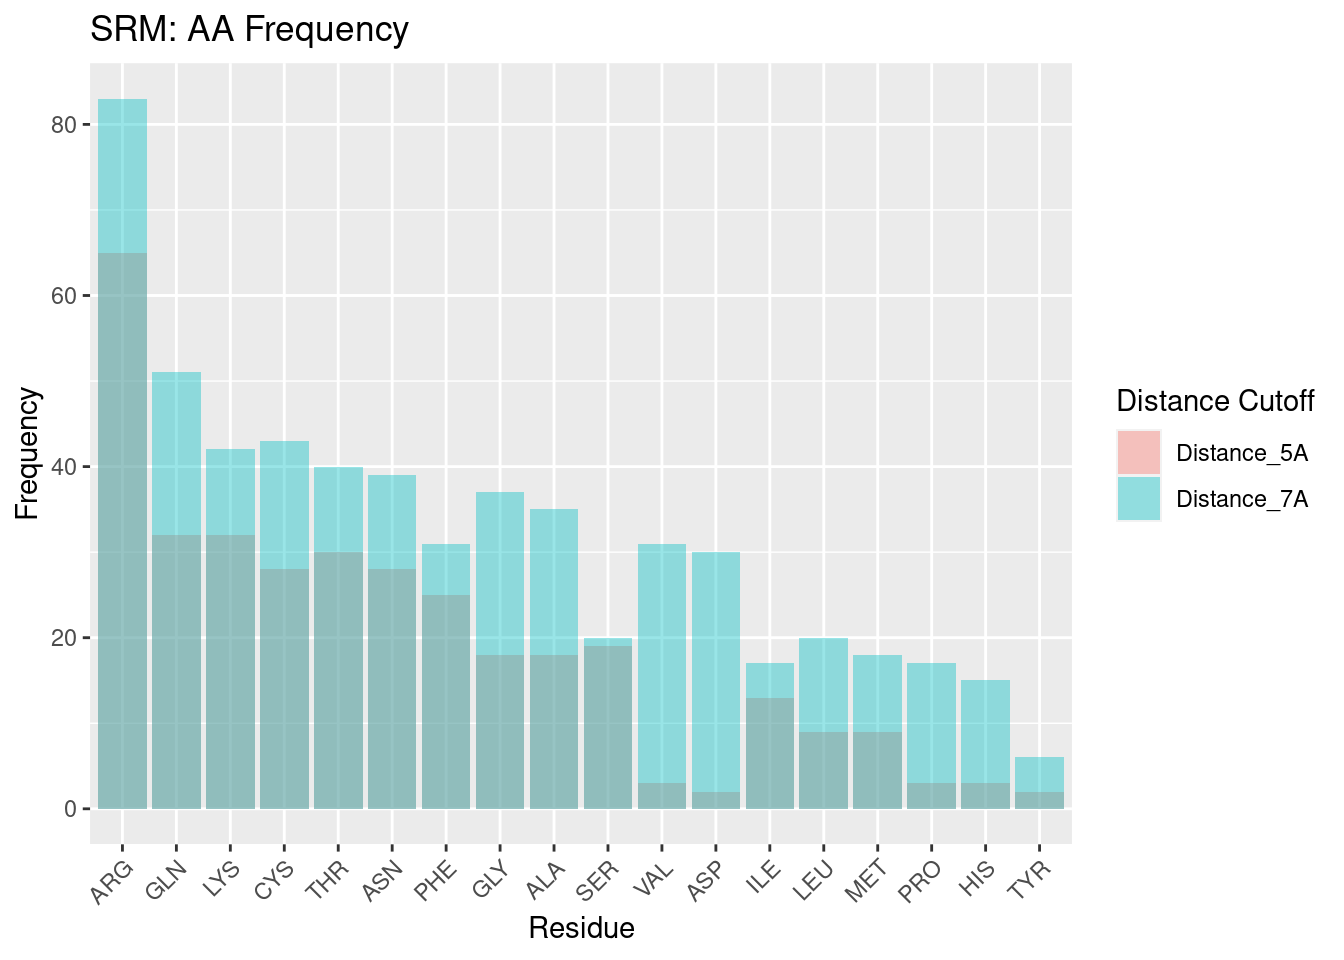 SRM: AA Frequency
Frequency
80
60
40
20
0
ARG GLN LYS CYS THR ASN PHE GLY ALA SER VAL ASP ILE LEU MET PRO HIS TYR
Residue
Distance Cutoff
Distance_5A
Distance_7A